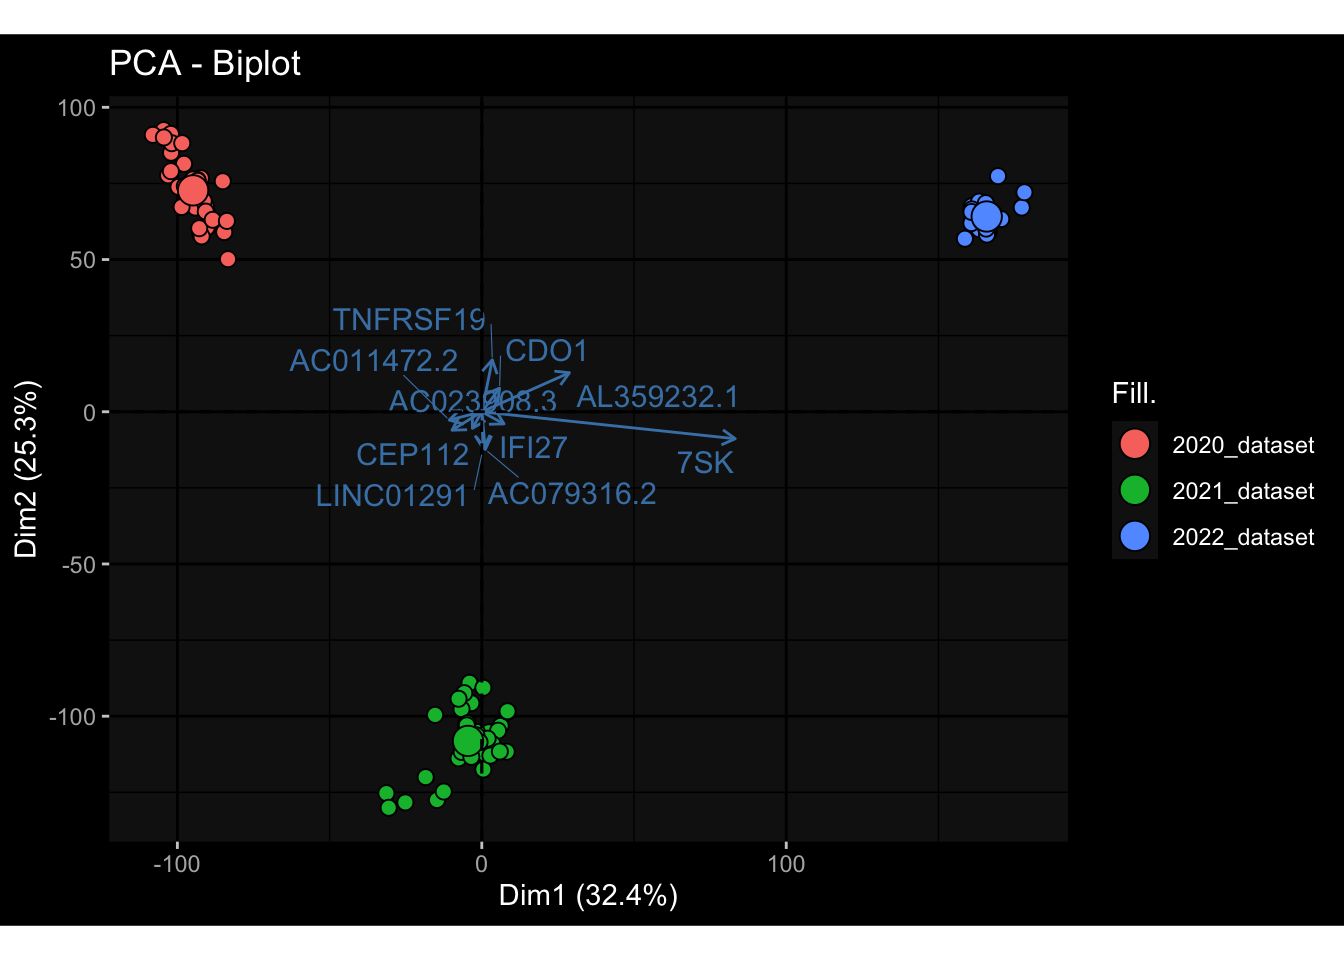 PCA - Biplot
100
50
0
-50
-100
Dim2 (25.3%)
TNFRSF19
CDO1
AC011472.2
AL359232.1
CEP112
IFI27
7SK
LINC01291
AC079316.2
-100
0
100
Dim1 (32.4%)
Fill.
2020_dataset
2021_dataset
2022_dataset